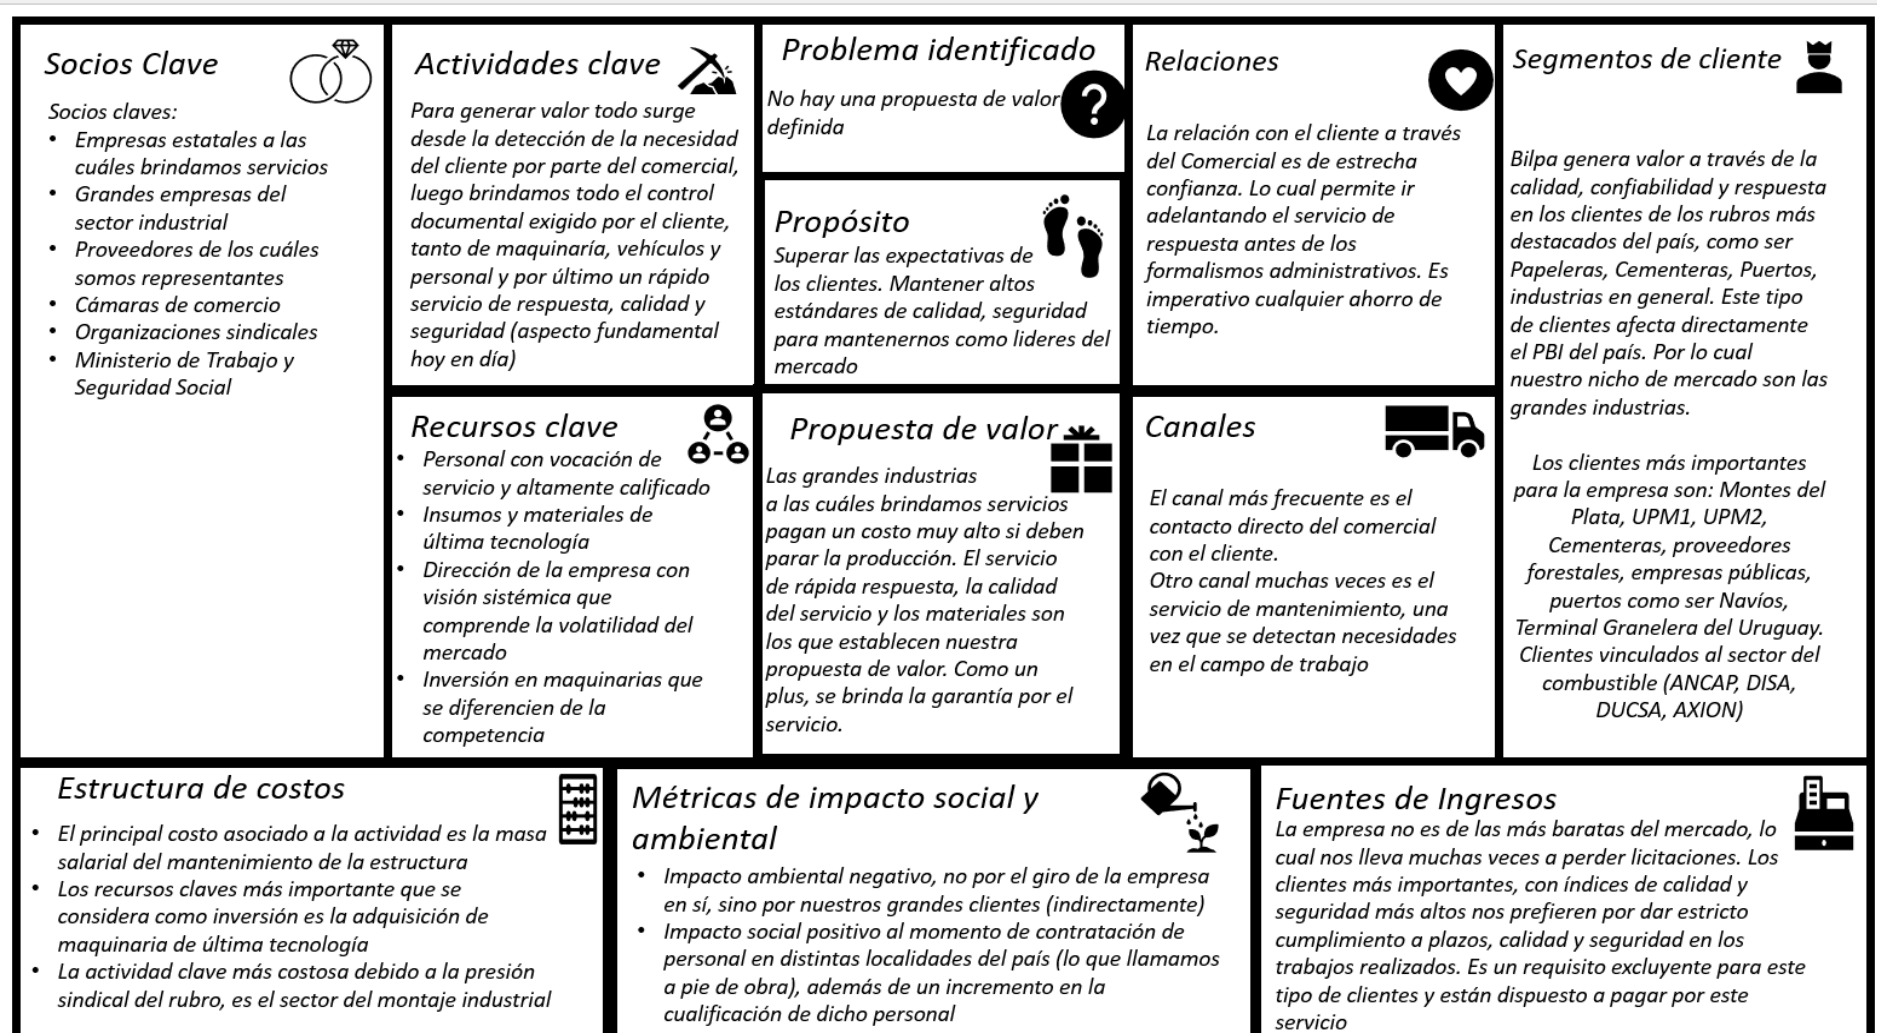 Socios Clave
Socios claves:
• Empresas estatales a las
cuáles brindamos servicios
• Grandes empresas del
sector industrial
• Proveedores de los cuáles
somos representantes
• Cámaras de comercio
• Organizaciones sindicales
• Ministerio de Trabajo y
Seguridad Social
Actividades clave
Para generar valor todo surge
desde la detección de la necesidad
del cliente por parte del comercial,
luego brindamos todo el control
documental exigido por el cliente,
tanto de maquinaría, vehículos y
personal y por último un rápido
servicio de respuesta, calidad y
seguridad (aspecto fundamental
hoy en día)
Recursos clave
• Personal con vocación de
servicio y altamente calificado
• Insumos y materiales de
última tecnología
• Dirección de la empresa con
visión sistémica que
comprende la volatilidad del
mercado
• Inversión en maquinarias que
se diferencien de la
competencia
Problema identificado
No hay una propuesta de valor
definida
?
Propósito
Superar las expectativas de
los clientes. Mantener altos
estándares de calidad, seguridad
para mantenernos como lideres del
mercado
Propuesta de valor
Las grandes industrias
a las cuáles brindamos servicios
pagan un costo muy alto si deben
parar la producción. El servicio
de rápida respuesta, la calidad
del servicio y los materiales son
los que establecen nuestra
propuesta de valor. Como un
plus, se brinda la garantía por el
servicio.
Relaciones
La relación con el cliente a través
del Comercial es de estrecha
confianza. Lo cual permite ir
adelantando el servicio de
respuesta antes de los
formalismos administrativos. Es
imperativo cualquier ahorro de
tiempo.
Canales
El canal más frecuente es el
contacto directo del comercial
con el cliente.
Otro canal muchas veces es el
servicio de mantenimiento, una
vez que se detectan necesidades
en el campo de trabajo
Segmentos de cliente
Bilpa genera valor a través de la
calidad, confiabilidad y respuesta
en los clientes de los rubros más
destacados del país, como ser
Papeleras, Cementeras, Puertos,
industrias en general. Este tipo
de clientes afecta directamente
el PBI del país. Por lo cual
nuestro nicho de mercado son las
grandes industrias.
Los clientes más importantes
para la empresa son: Montes del
Plata, UPM1, UPM2,
Cementeras, proveedores
forestales, empresas públicas,
puertos como ser Navíos,
Terminal Granelera del Uruguay.
Clientes vinculados al sector del
combustible (ANCAP, DISA,
DUCSA, AXION)
Estructura de costos
• El principal costo asociado a la actividad es la masa
salarial del mantenimiento de la estructura
• Los recursos claves más importante que se
considera como inversión es la adquisición de
maquinaria de última tecnología
• La actividad clave más costosa debido a la presión
sindical del rubro, es el sector del montaje industrial
Métricas de impacto social y
ambiental
• Impacto ambiental negativo, no por el giro de la empresa
en sí, sino por nuestros grandes clientes (indirectamente)
• Impacto social positivo al momento de contratación de
personal en distintas localidades del país (lo que llamamos
a pie de obra), además de un incremento en la
cualificación de dicho personal
Fuentes de Ingresos
La empresa no es de las más baratas del mercado, lo
cual nos lleva muchas veces a perder licitaciones. Los
clientes más importantes, con índices de calidad y
seguridad más altos nos prefieren por dar estricto
cumplimiento a plazos, calidad y seguridad en los
trabajos realizados. Es un requisito excluyente para este
tipo de clientes y están dispuesto a pagar por este
servicio